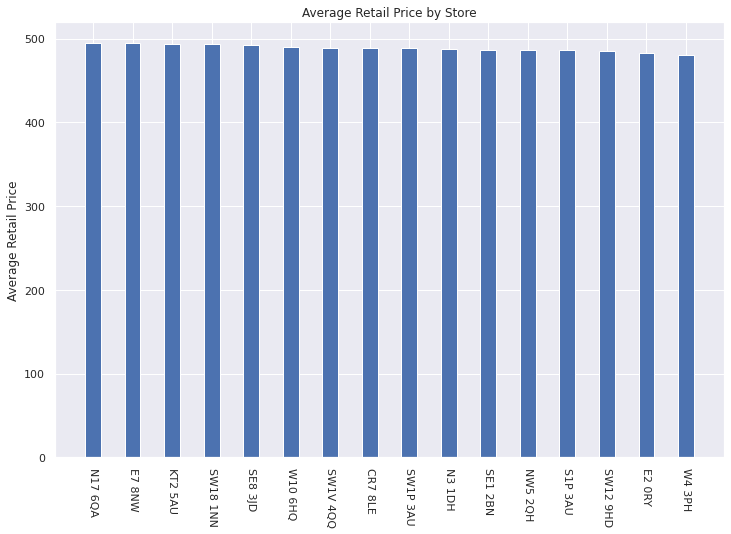 Average Retail Price by Store
Average Retail Price
500
400
300
200
100
0
N17 6QA
E7 8NW
KT2 5AU
SW18 1NN
SE8 3JD
W10 6HQ
SW1V 4QQ
CR7 8LE
SW1P 3AU
N3 1DH
SE1 2BN
NW5 2QH
S1P 3AU
SW12 9HD
E2 0RY
W4 3PH